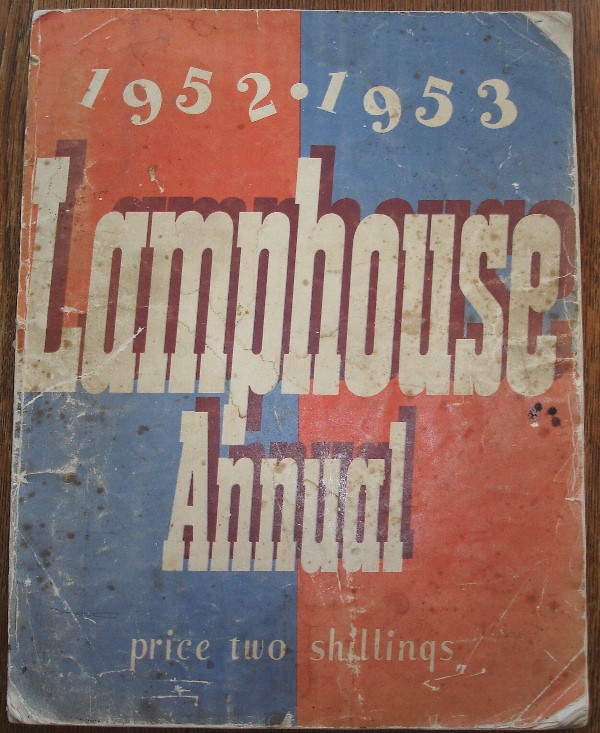 1952•1953
Lamphouse
Annual
price two shillings